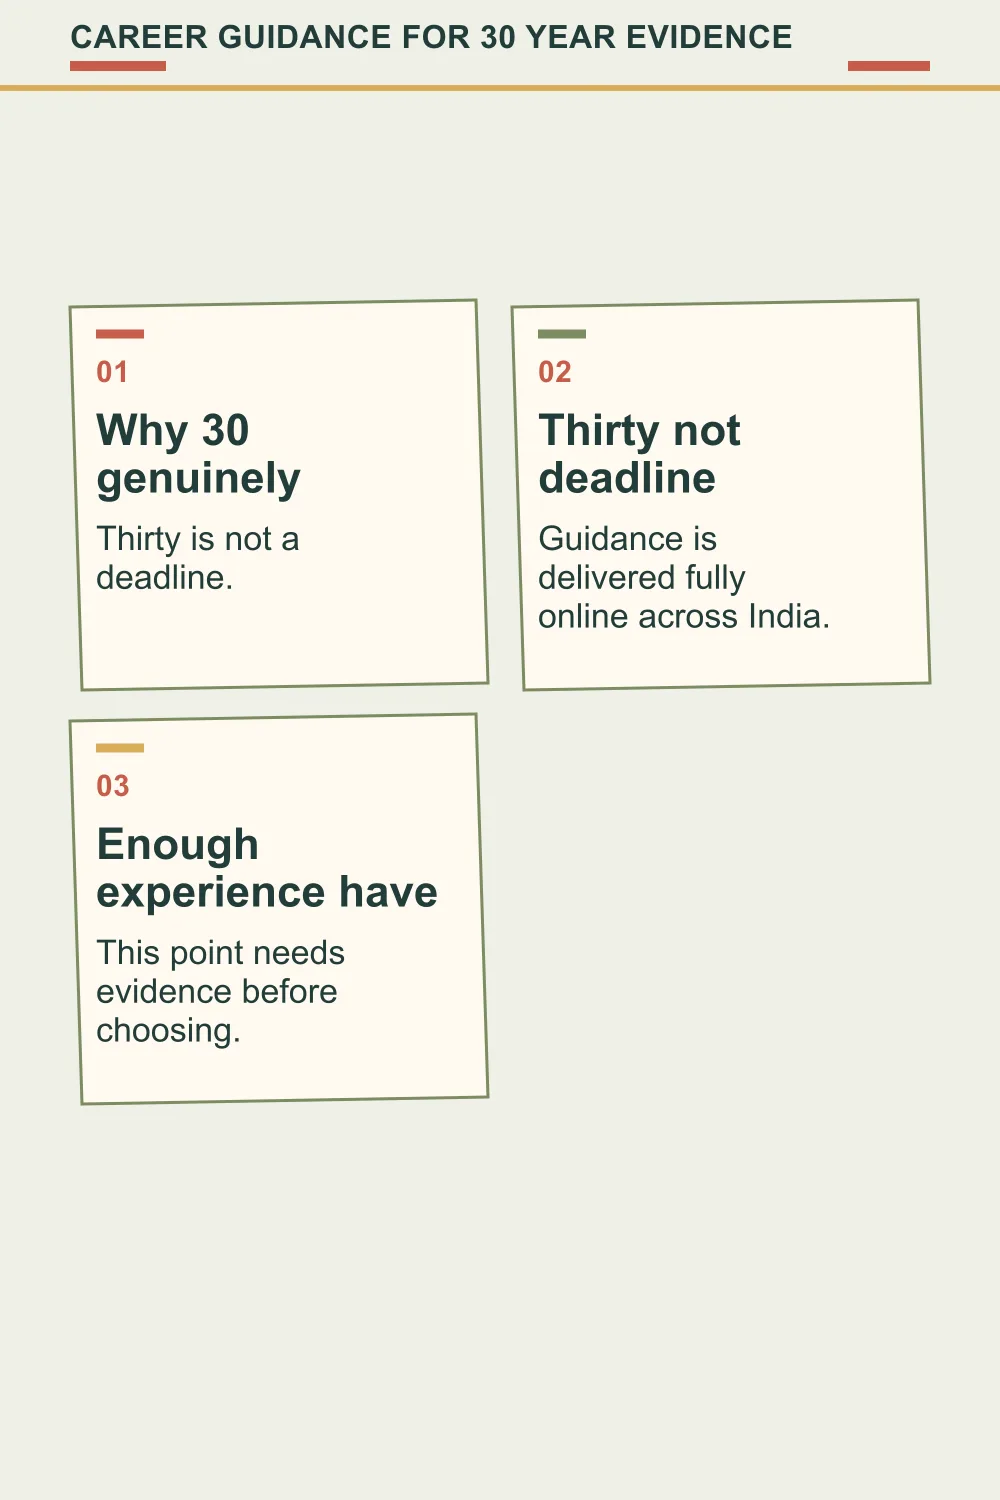 CAREER GUIDANCE FOR 30 YEAR EVIDENCE
01
Why 30
genuinely
Thirty is not a
deadline.
02
Thirty not
deadline
Guidance is
delivered fully
online across India.
03
Enough
experience have
This point needs
evidence before
choosing.